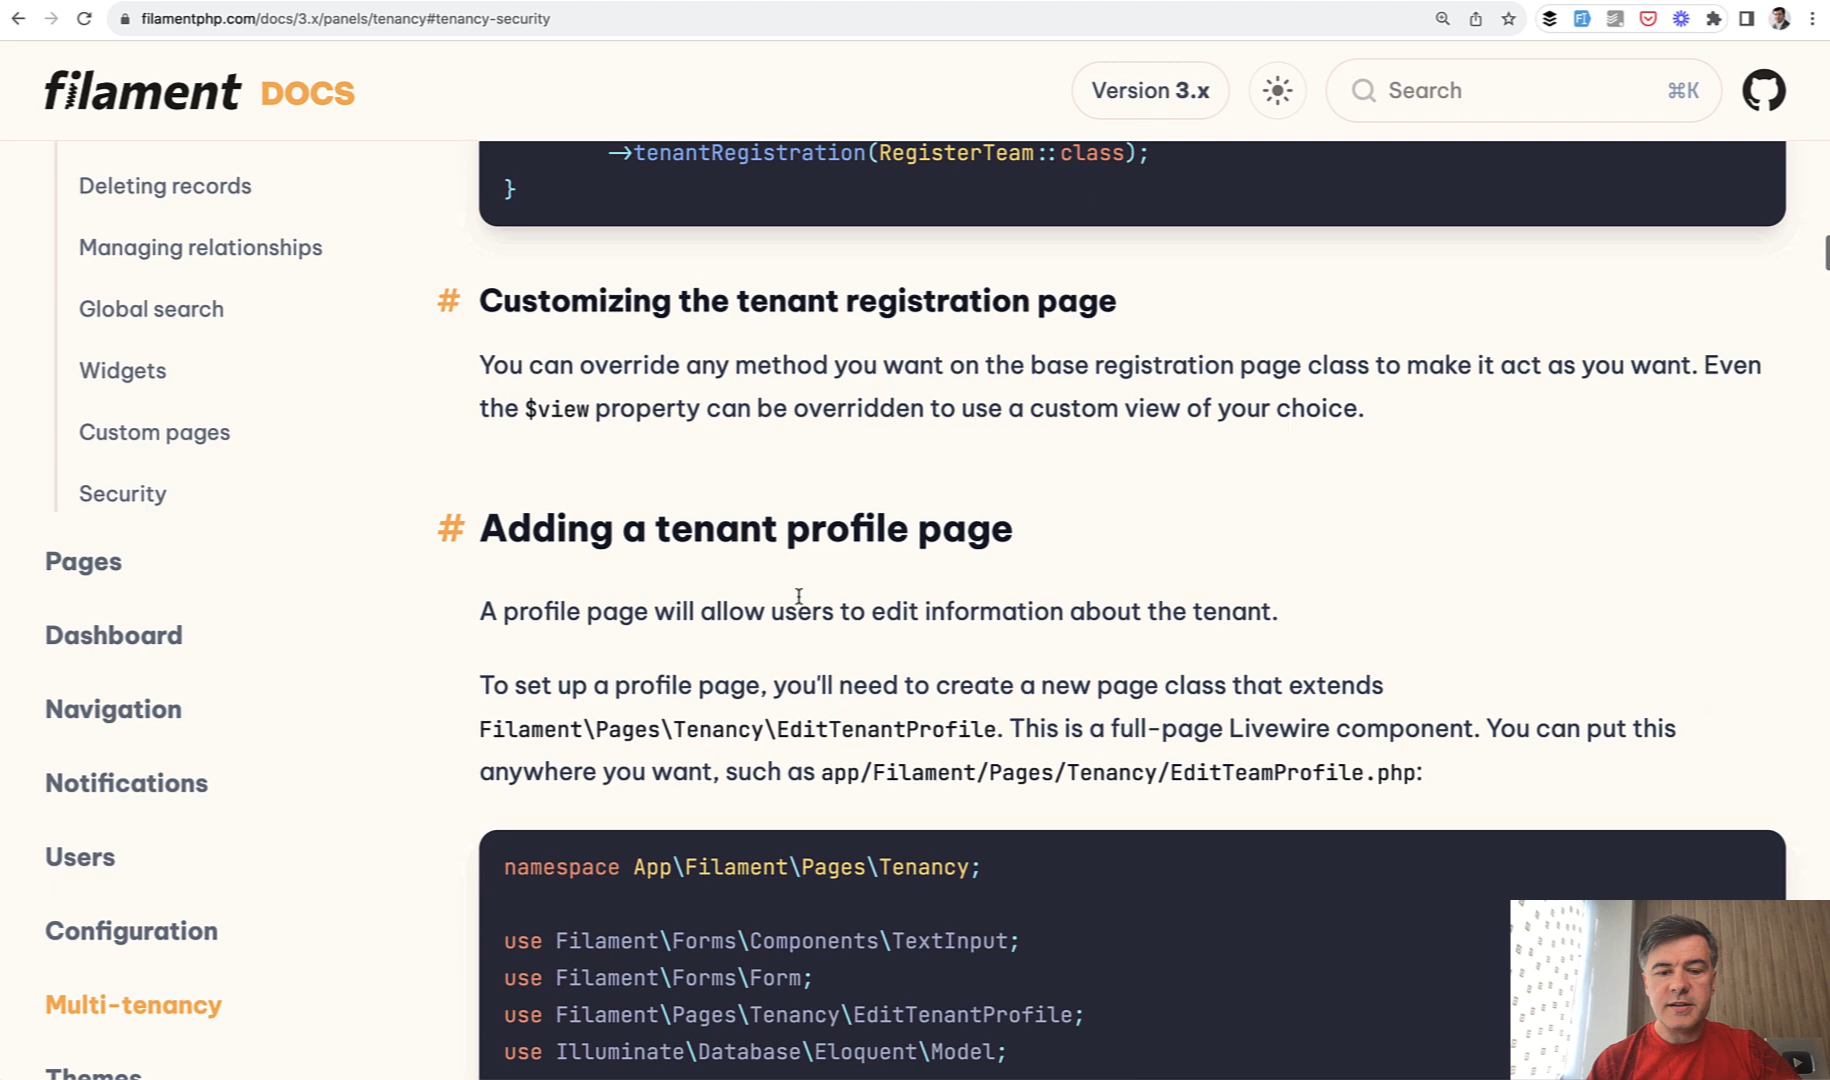 filamentphp.com/docs/3.x/panels/tenancy#tenancy-security
filament DOCS
Version 3.x
Search
⌘K
Deleting records
Managing relationships
Global search
Widgets
Custom pages
Security
Pages
Dashboard
Navigation
Notifications
Users
Configuration
Multi-tenancy
Themes
->tenantRegistration(RegisterTeam::class);
}
# Customizing the tenant registration page
You can override any method you want on the base registration page class to make it act as you want. Even
the $view property can be overridden to use a custom view of your choice.
# Adding a tenant profile page
A profile page will allow users to edit information about the tenant.
To set up a profile page, you'll need to create a new page class that extends
Filament\Pages\Tenancy\EditTenantProfile. This is a full-page Livewire component. You can put this
anywhere you want, such as app/Filament/Pages/Tenancy/EditTeamProfile.php:
namespace App\Filament\Pages\Tenancy;
use Filament\Forms\Components\TextInput;
use Filament\Forms\Form;
use Filament\Pages\Tenancy\EditTenantProfile;
use Illuminate\Database\Eloquent\Model;